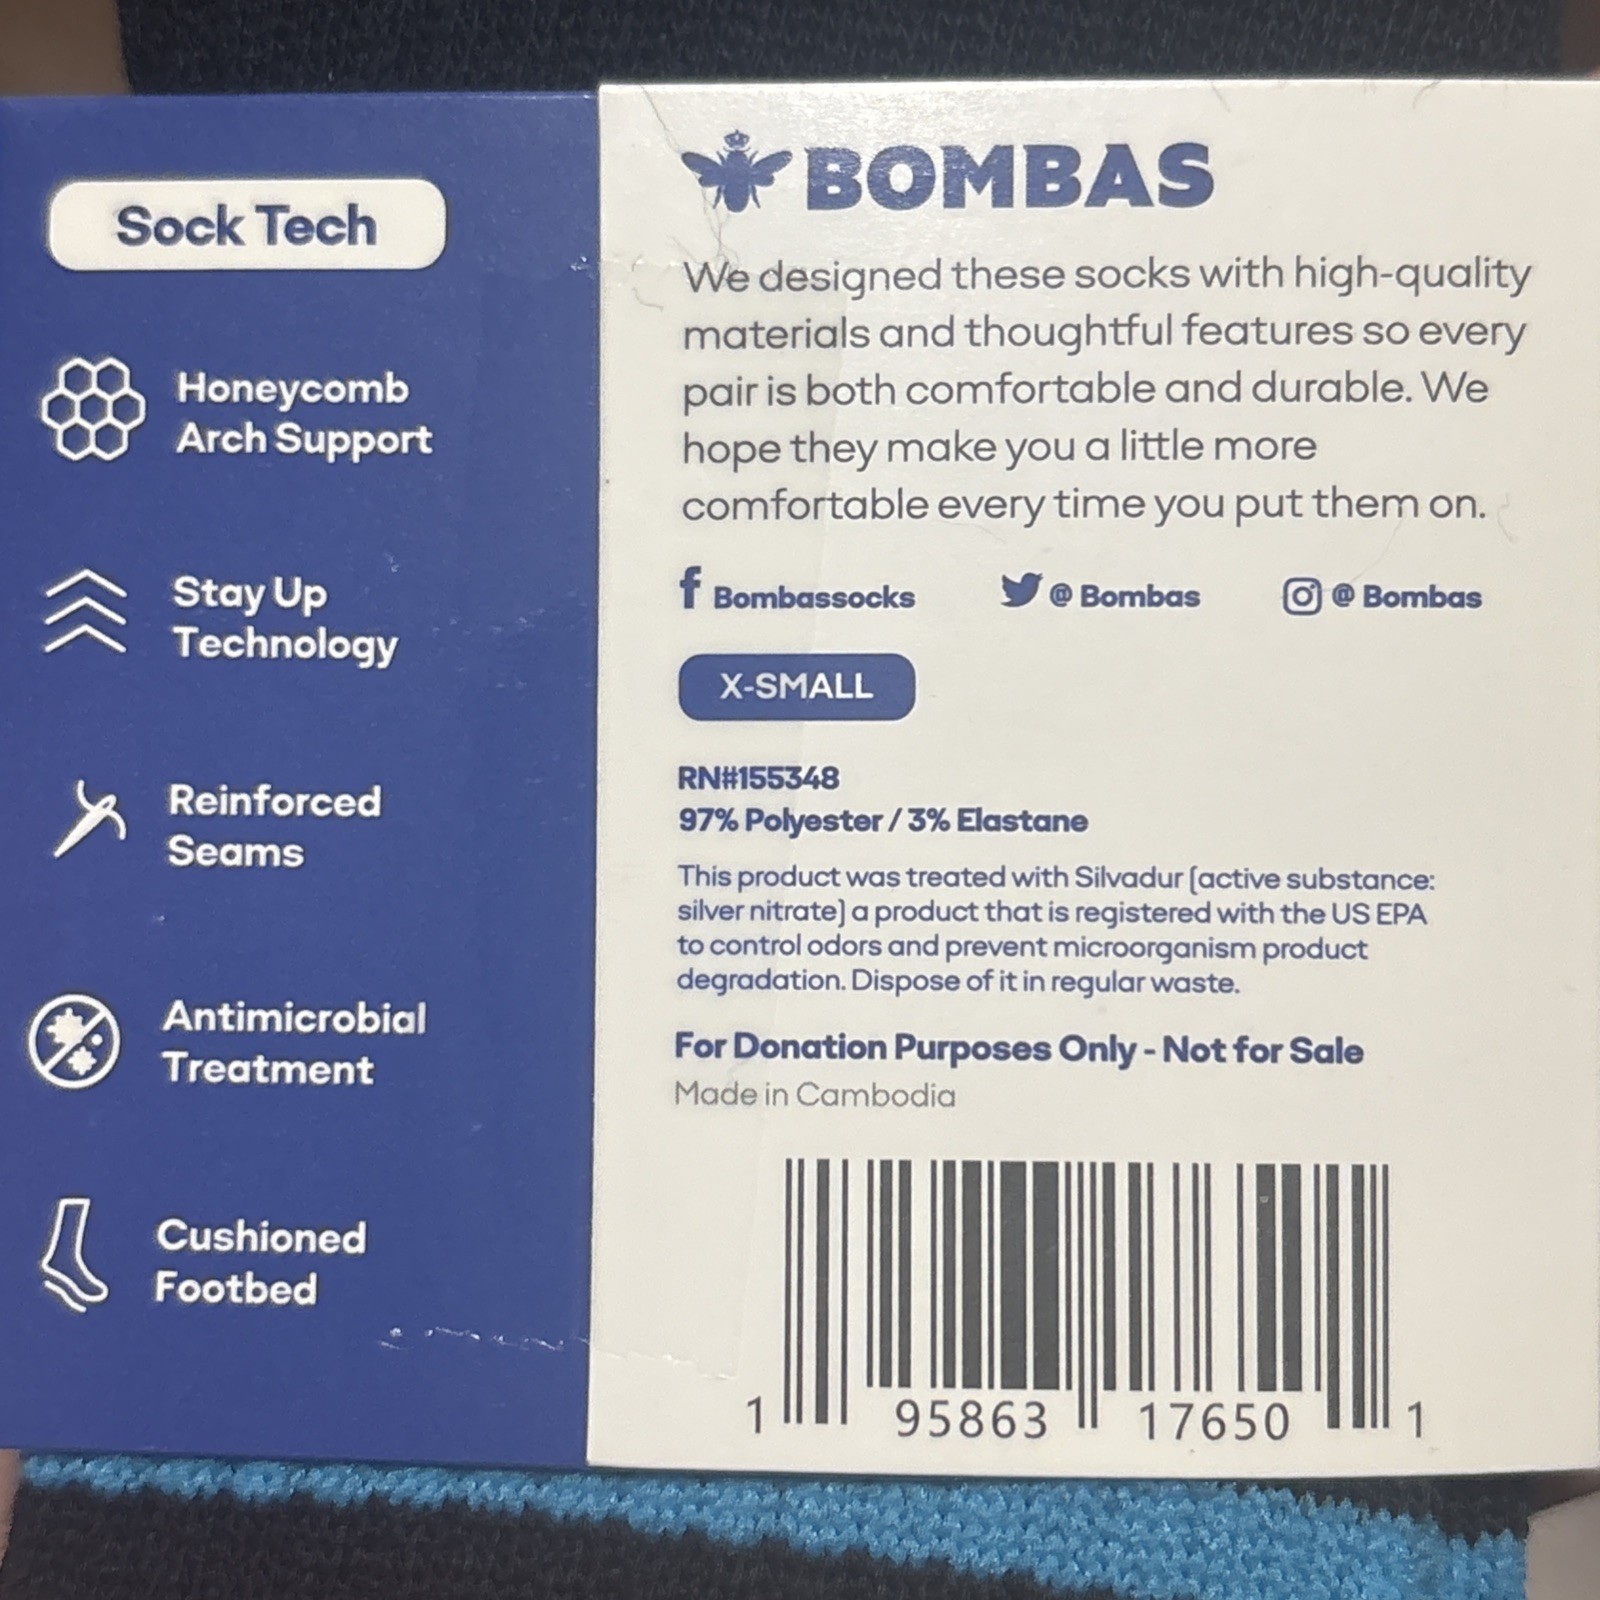 Sock Tech
Honeycomb
Arch Support
Stay Up
Technology
Reinforced
Seams
Antimicrobial
Treatment
Cushioned
Footbed
BOMBAS
We designed these socks with high-quality
materials and thoughtful features so every
pair is both comfortable and durable. We
hope they make you a little more
comfortable every time you put them on.
f Bombassocks @ Bombas @ Bombas
X-SMALL
RN#155348
97% Polyester / 3% Elastane
This product was treated with Silvadur (active substance:
silver nitrate) a product that is registered with the US EPA
to control odors and prevent microorganism product
degradation. Dispose of it in regular waste.
For Donation Purposes Only - Not for Sale
Made in Cambodia
1 95863 17650 1